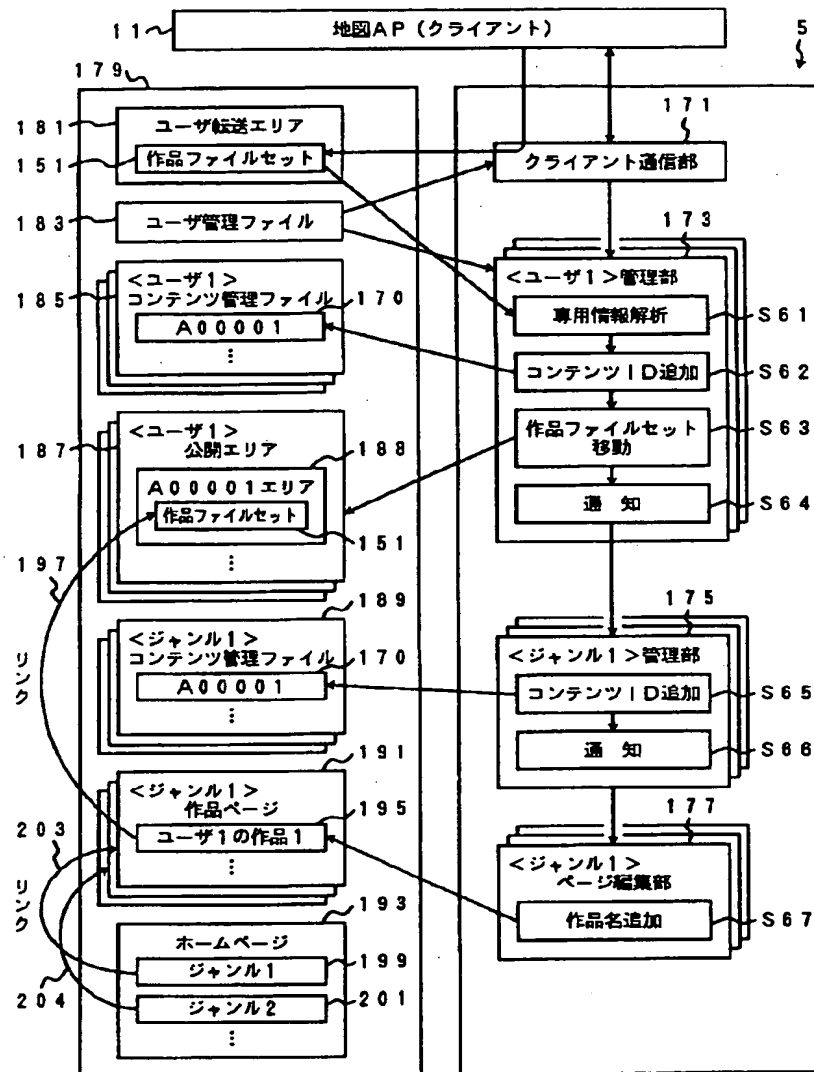 11
地図AP（クライアント）
5
179
181
ユーザ転送エリア
151
作品ファイルセット
183
ユーザ管理ファイル
185
＜ユーザ1＞
コンテンツ管理ファイル
170
A00001
⋮
187
＜ユーザ1＞
公開エリア
188
A00001エリア
作品ファイルセット
151
⋮
197
リンク
189
＜ジャンル1＞
コンテンツ管理ファイル
170
A00001
⋮
191
＜ジャンル1＞
作品ページ
195
ユーザ1の作品1
⋮
203
リンク
204
193
ホームページ
199
ジャンル1
201
ジャンル2
⋮
171
クライアント通信部
173
＜ユーザ1＞管理部
専用情報解析
S61
コンテンツID追加
S62
作品ファイルセット
移動
S63
通知
S64
175
＜ジャンル1＞管理部
コンテンツID追加
S65
通知
S66
177
＜ジャンル1＞
ページ編集部
作品名追加
S67